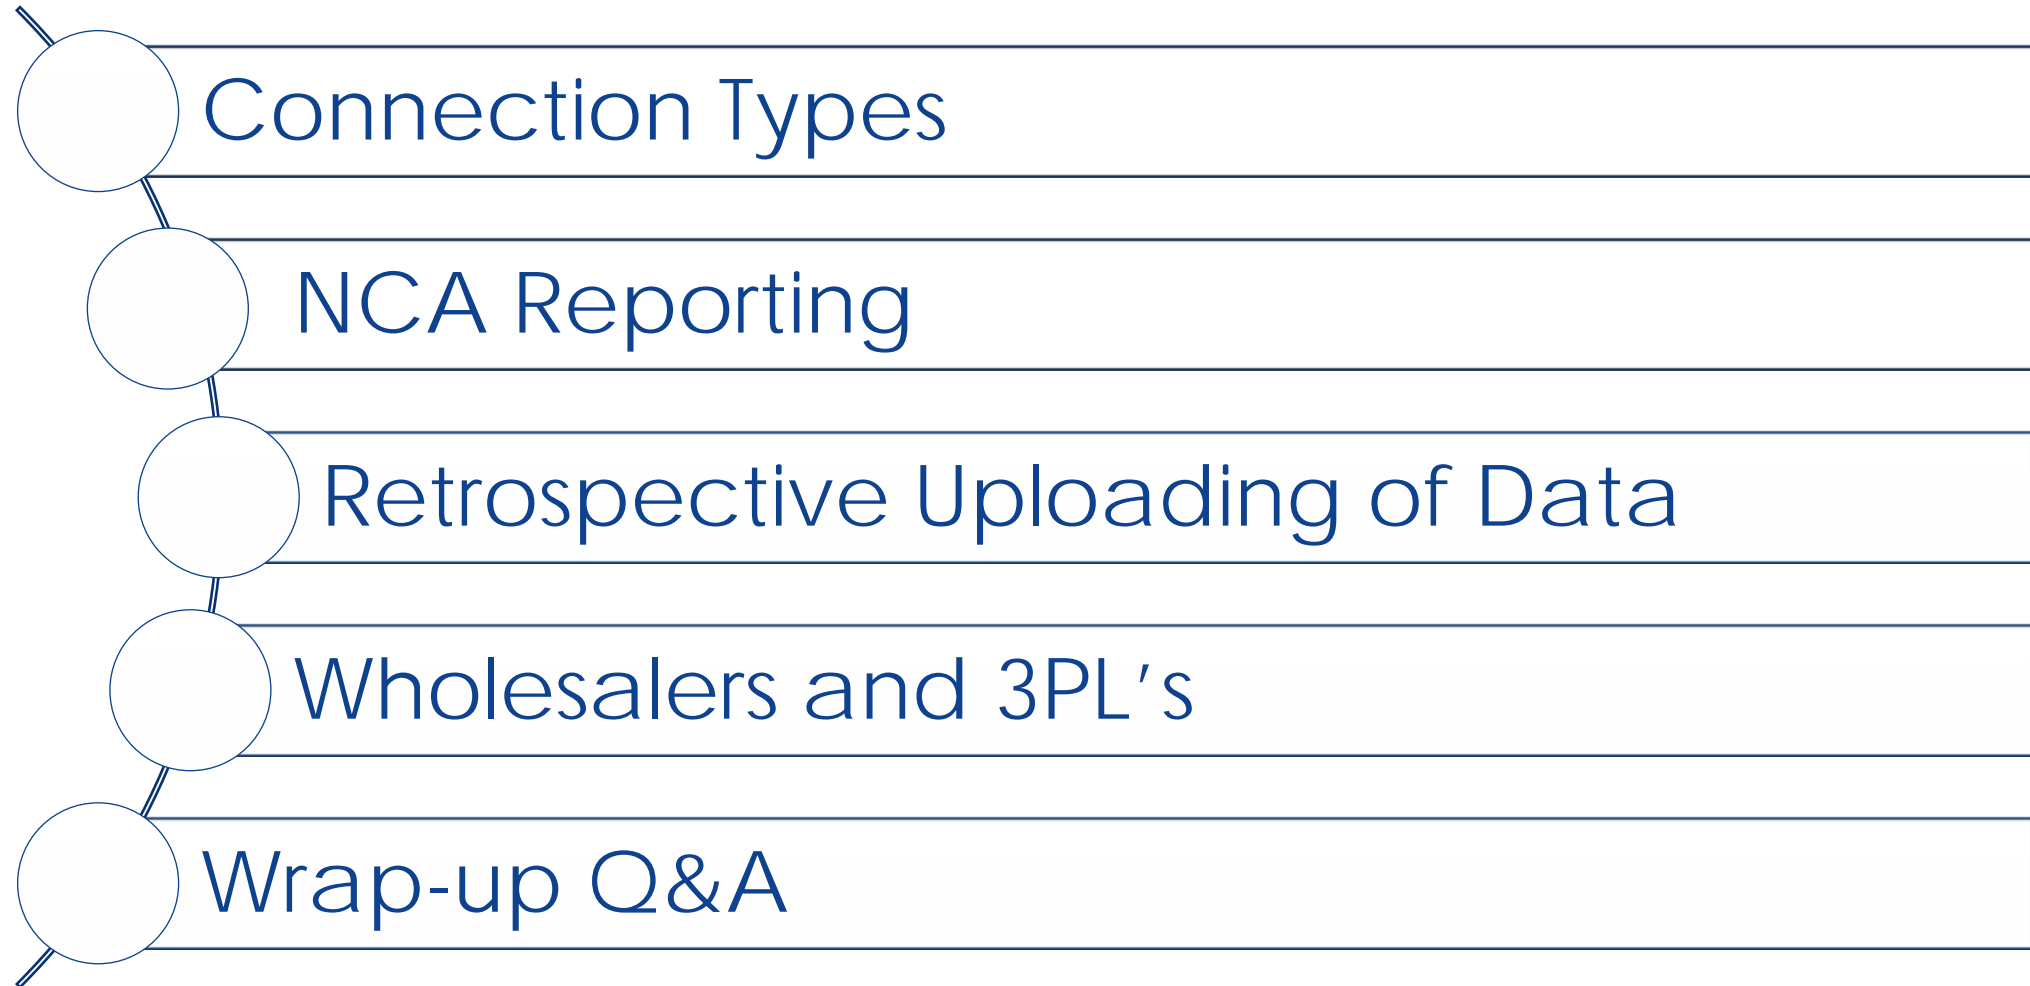 Connection Types
NCA Reporting
Retrospective Uploading of Data
Wholesalers and 3PL’s
Wrap-up Q&A